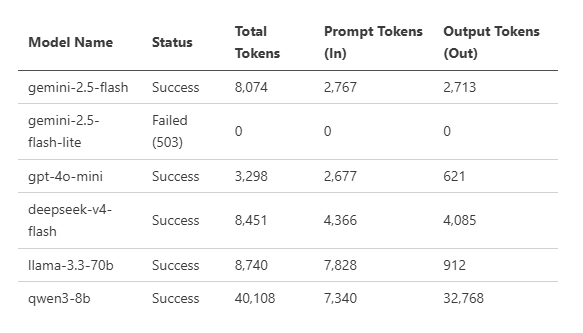 Model Name Status Total Tokens Prompt Tokens (In) Output Tokens (Out)
gemini-2.5-flash Success 8,074 2,767 2,713
gemini-2.5-flash-lite Failed (503) 0 0 0
gpt-4o-mini Success 3,298 2,677 621
deepseek-v4-flash Success 8,451 4,366 4,085
llama-3.3-70b Success 8,740 7,828 912
qwen3-8b Success 40,108 7,340 32,768